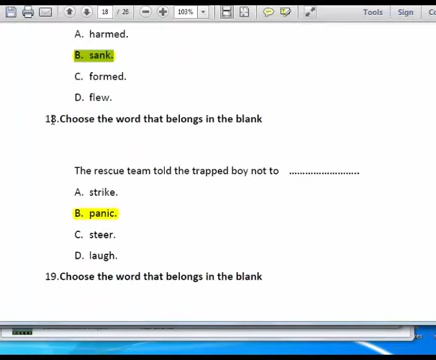 18 / 26
103%
Tools
Sign
A. harmed.
B. sank.
C. formed.
D. flew.
18.Choose the word that belongs in the blank
The rescue team told the trapped boy not to ...........................
A. strike.
B. panic.
C. steer.
D. laugh.
19.Choose the word that belongs in the blank